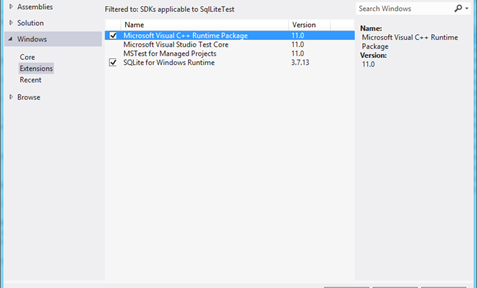 Assemblies
Solution
Windows
Core
Extensions
Recent
Browse
Filtered to: SDKs applicable to SqlLiteTest
Name Version
Microsoft Visual C++ Runtime Package 11.0
Microsoft Visual Studio Test Core 11.0
MSTest for Managed Projects 11.0
SQLite for Windows Runtime 3.7.13
Search Windows
Name:
Microsoft Visual C++ Runtime
Package
Version:
11.0